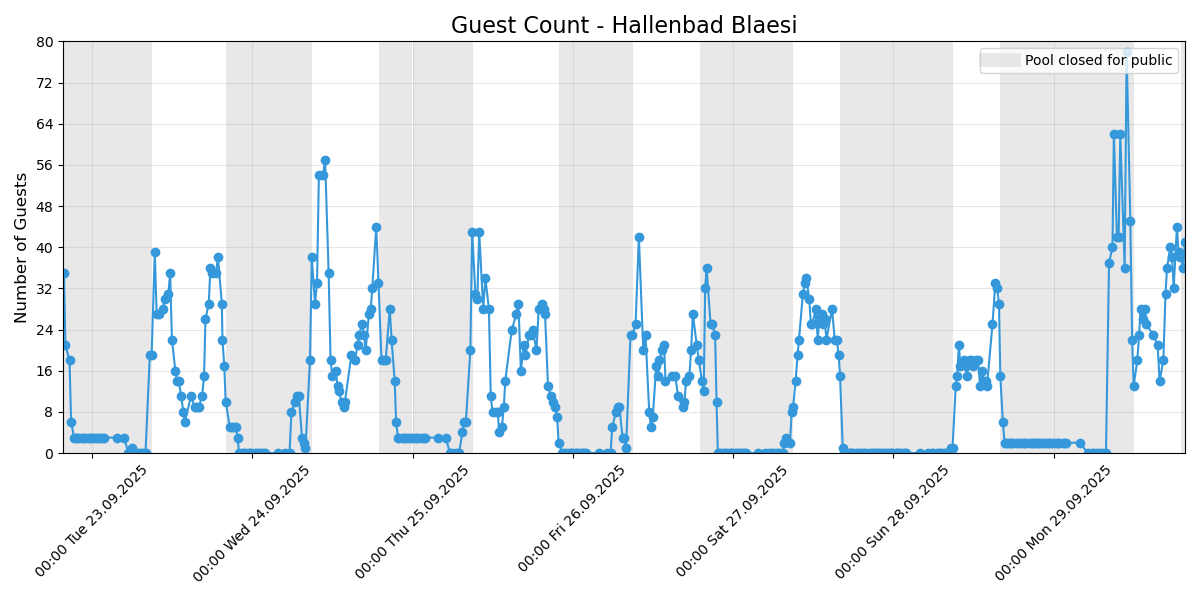 Guest Count - Hallenbad Blaesi
Pool closed for public
Number of Guests
80
72
64
56
48
40
32
24
16
8
0
00:00 Tue 23.09.2025
00:00 Wed 24.09.2025
00:00 Thu 25.09.2025
00:00 Fri 26.09.2025
00:00 Sat 27.09.2025
00:00 Sun 28.09.2025
00:00 Mon 29.09.2025